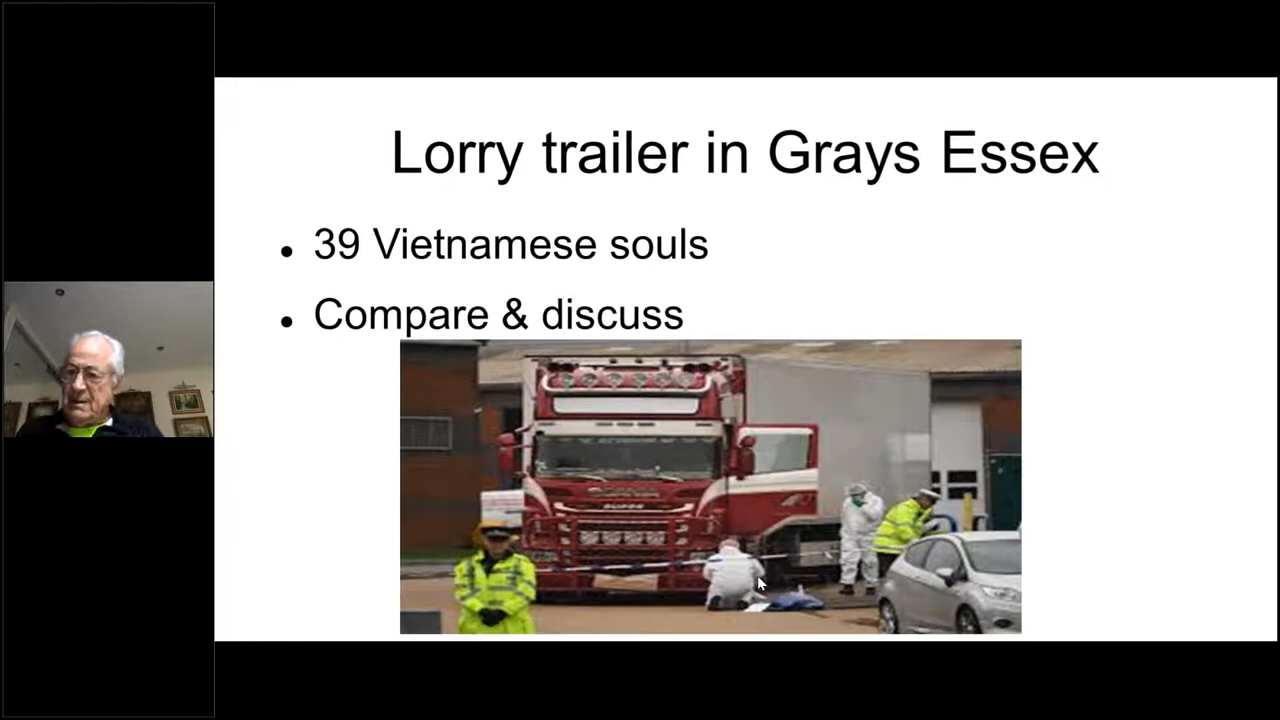 Lorry trailer in Grays Essex
39 Vietnamese souls
Compare & discuss